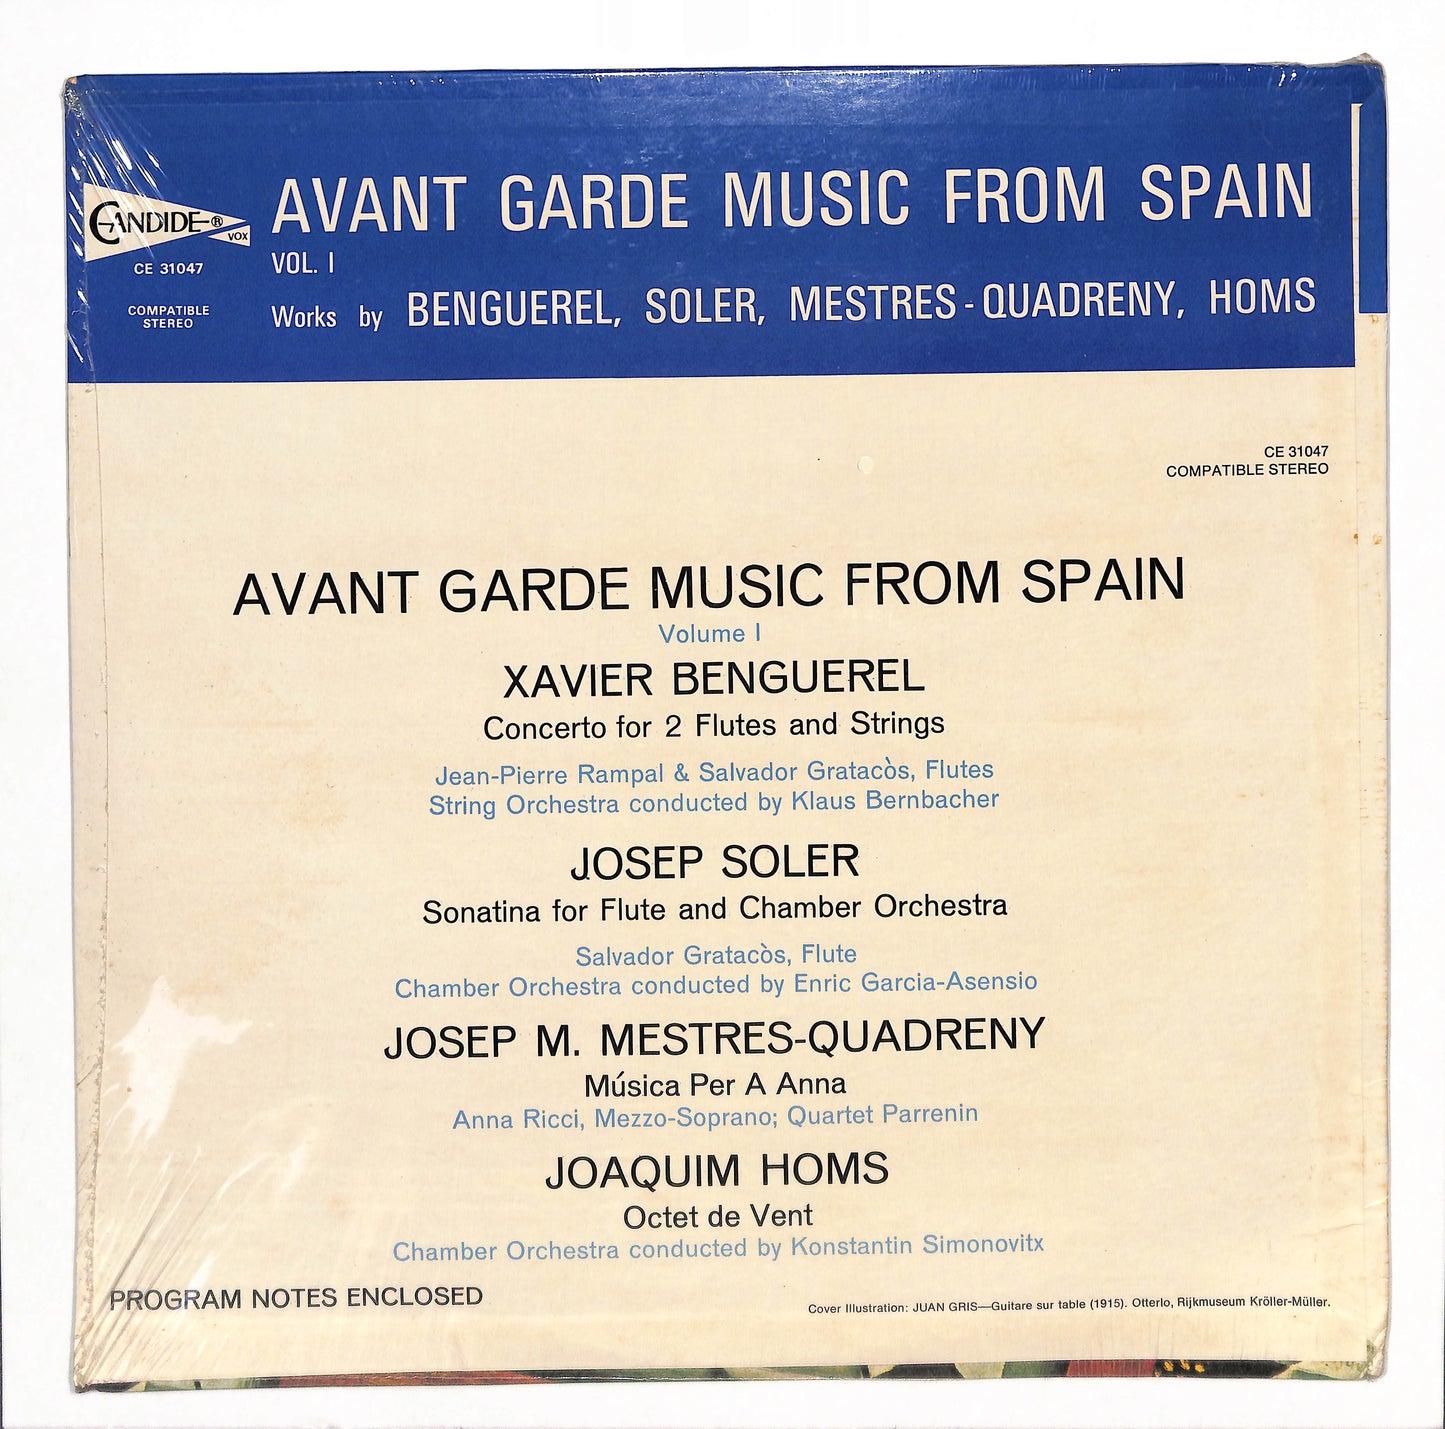 AVANT GARDE MUSIC FROM SPAIN
CANDIDE®
VOX
VOL. I
CE 31047
COMPATIBLE
STEREO
Works by BENGUEREL, SOLER, MESTRES-QUADRENY, HOMS
CE 31047
COMPATIBLE STEREO
AVANT GARDE MUSIC FROM SPAIN
Volume I
XAVIER BENGUEREL
Concerto for 2 Flutes and Strings
Jean-Pierre Rampal & Salvador Gratacòs, Flutes
String Orchestra conducted by Klaus Bernbacher
JOSEP SOLER
Sonatina for Flute and Chamber Orchestra
Salvador Gratacòs, Flute
Chamber Orchestra conducted by Enric Garcia-Asensio
JOSEP M. MESTRES-QUADRENY
Música Per A Anna
Anna Ricci, Mezzo-Soprano; Quartet Parrenin
JOAQUIM HOMS
Octet de Vent
Chamber Orchestra conducted by Konstantin Simonovitx
PROGRAM NOTES ENCLOSED
Cover Illustration: JUAN GRIS—Guitare sur table (1915). Otterlo, Rijkmuseum Kröller-Müller.